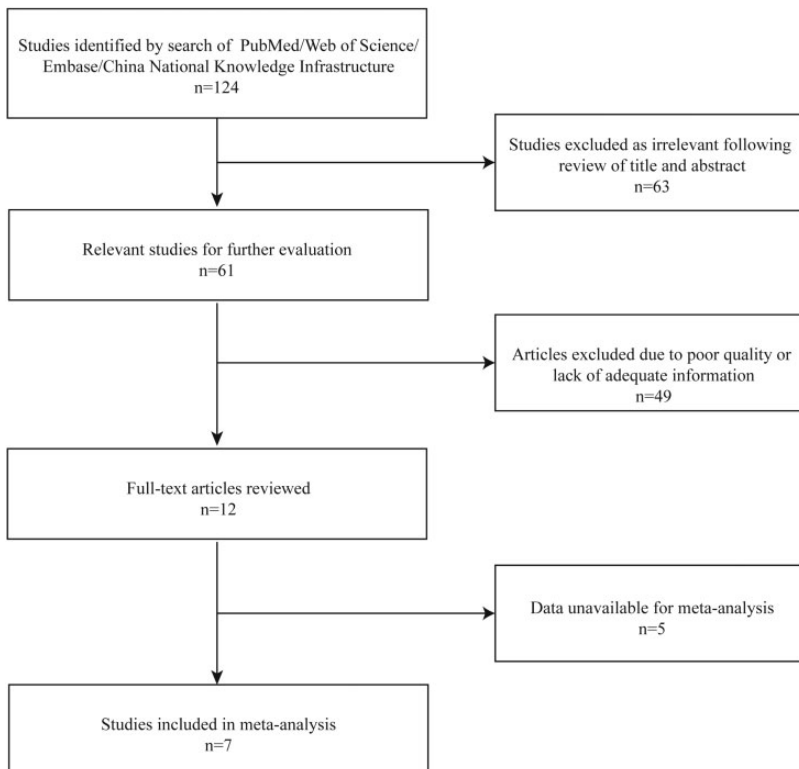 Studies identified by search of PubMed/Web of Science/
Embase/China National Knowledge Infrastructure
n=124
Studies excluded as irrelevant following
review of title and abstract
n=63
Relevant studies for further evaluation
n=61
Articles excluded due to poor quality or
lack of adequate information
n=49
Full-text articles reviewed
n=12
Data unavailable for meta-analysis
n=5
Studies included in meta-analysis
n=7